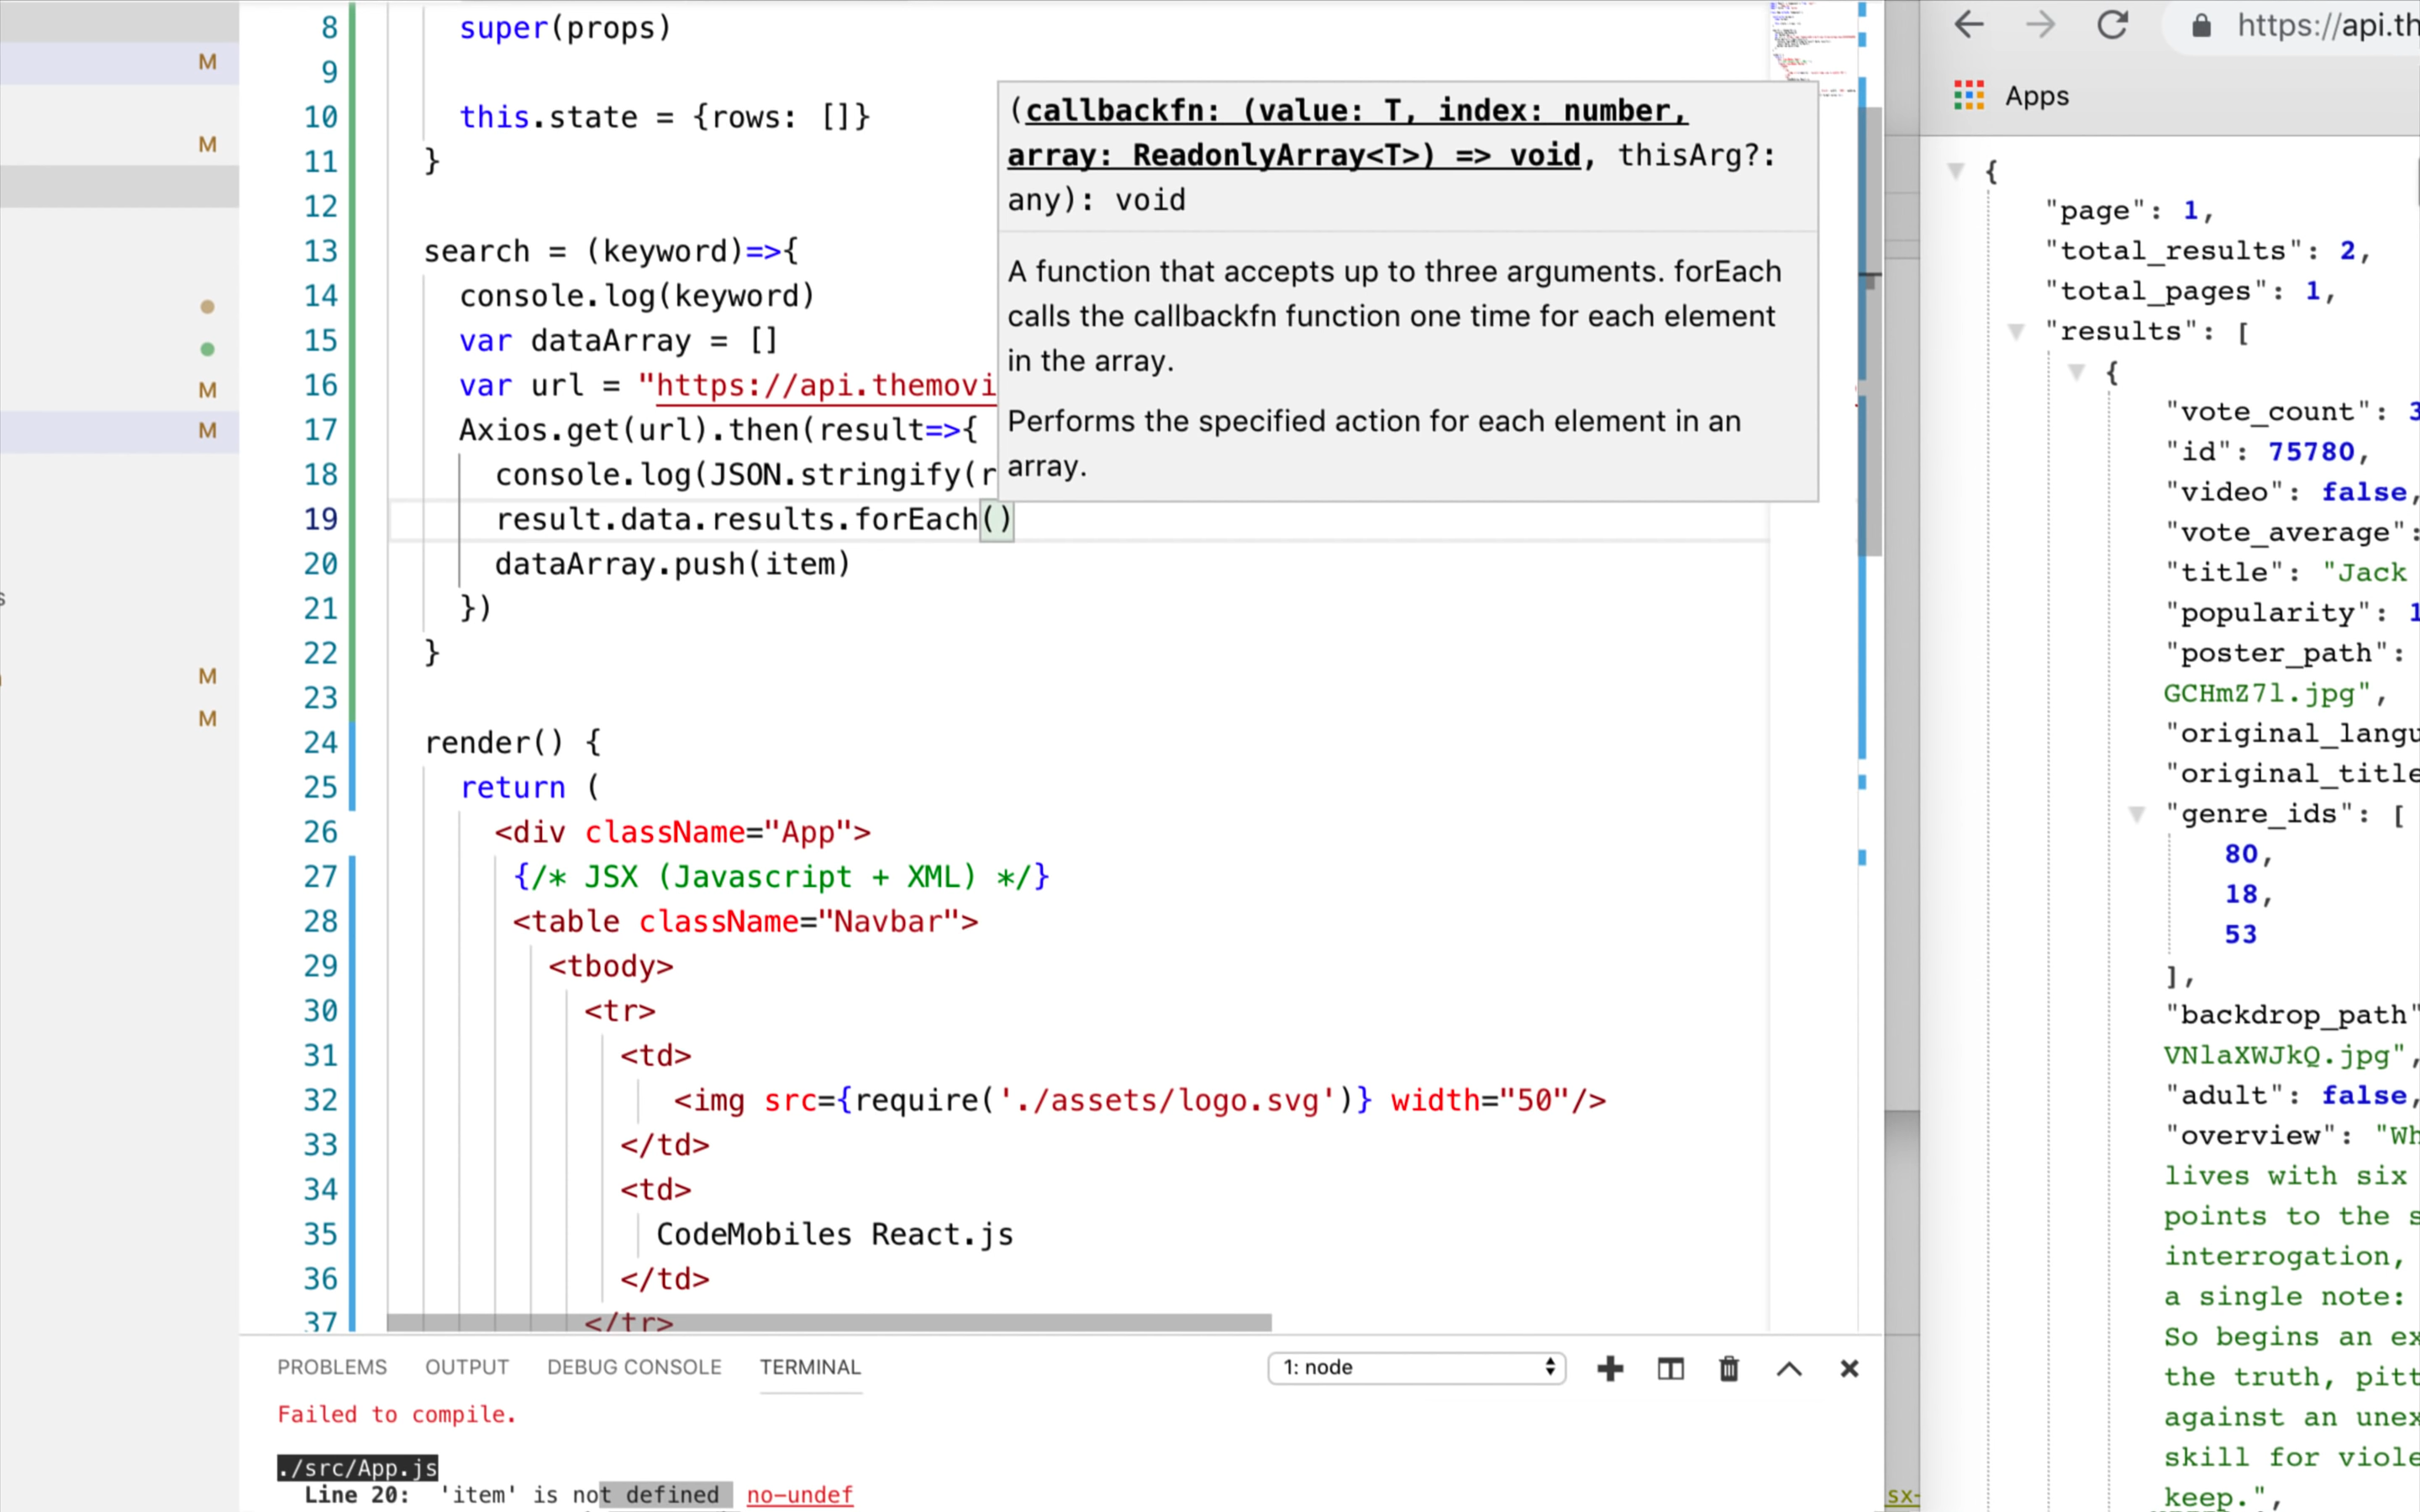 8 super(props)
9
10 this.state = {rows: []}
11 }
12
13 search = (keyword)=>{
14 console.log(keyword)
15 var dataArray = []
16 var url = "https://api.themovi
17 Axios.get(url).then(result=>{
18 console.log(JSON.stringify(r
19 result.data.results.forEach()
20 dataArray.push(item)
21 })
22 }
23
24 render() {
25 return (
26 <div className="App">
27 {/* JSX (Javascript + XML) */}
28 <table className="Navbar">
29 <tbody>
30 <tr>
31 <td>
32 <img src={require('./assets/logo.svg')} width="50"/>
33 </td>
34 <td>
35 CodeMobiles React.js
36 </td>
37 </tr>
(callbackfn: (value: T, index: number,
array: ReadonlyArray<T>) => void, thisArg?:
any): void
A function that accepts up to three arguments. forEach
calls the callbackfn function one time for each element
in the array.
Performs the specified action for each element in an
array.
M
M
M
M
M
M
PROBLEMS OUTPUT DEBUG CONSOLE TERMINAL 1: node
Failed to compile.
./src/App.js
Line 20: 'item' is not defined no-undef
https://api.th
Apps
{
"page": 1,
"total_results": 2,
"total_pages": 1,
"results": [
{
"vote_count": 3
"id": 75780,
"video": false,
"vote_average":
"title": "Jack
"popularity": 1
"poster_path":
GCHmZ7l.jpg",
"original_langu
"original_title
"genre_ids": [
80,
18,
53
],
"backdrop_path"
VNlaXWJkQ.jpg",
"adult": false,
"overview": "Wh
lives with six
points to the s
interrogation,
a single note:
So begins an ex
the truth, pitt
against an unex
skill for viole
keep.",
sx-